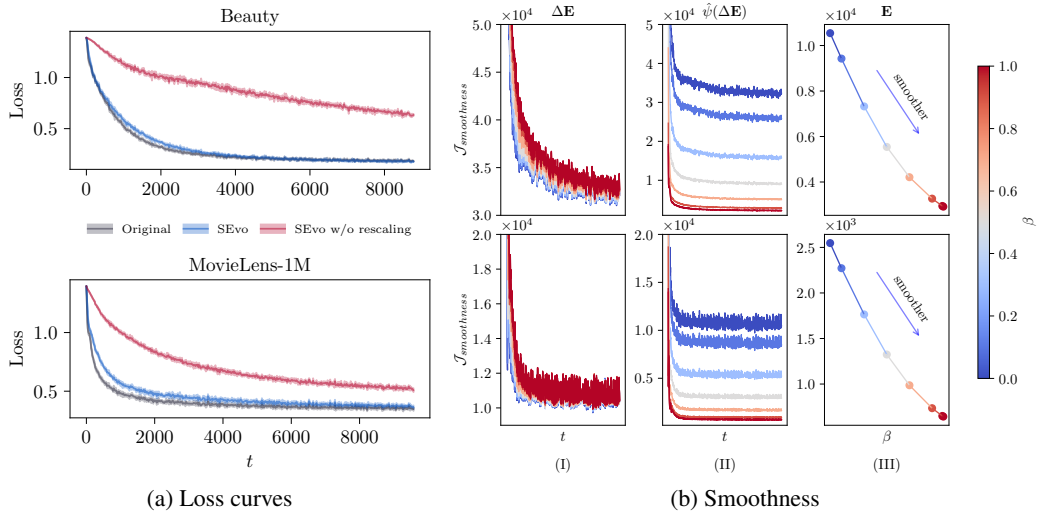 Beauty
Loss
1.0
0.5
0 2000 4000 6000 8000
Original SEvo SEvo w/o rescaling
MovieLens-1M
Loss
1.0
0.5
0 2000 4000 6000 8000
t
(a) Loss curves
×10⁴ ΔE
5.0
4.5
4.0
3.5
3.0
𝒥smoothness
×10⁴ ψ̂(ΔE)
5
4
3
2
1
×10⁴ E
1.0
0.8
0.6
0.4
smoother
×10⁴
2.0
1.8
1.6
1.4
1.2
1.0
𝒥smoothness
t
(I)
×10⁴
2.0
1.5
1.0
0.5
t
(II)
×10³
2.5
2.0
1.5
1.0
smoother
β
(III)
1.0
0.8
0.6
0.4
0.2
0.0
β
(b) Smoothness